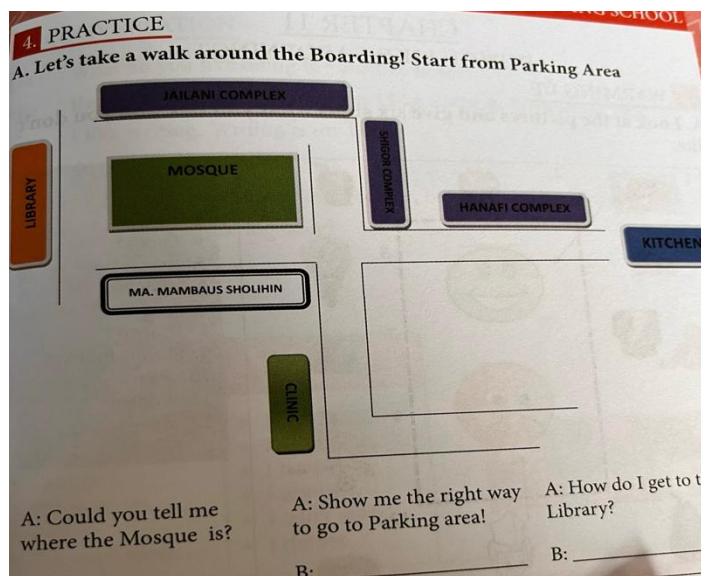 SCHOOL
4. PRACTICE
A. Let's take a walk around the Boarding! Start from Parking Area
JAILANI COMPLEX
LIBRARY
MOSQUE
SHIGOR COMPLEX
HANAFI COMPLEX
KITCHEN
MA. MAMBAUS SHOLIHIN
CLINIC
A: Could you tell me
where the Mosque is?
A: Show me the right way
to go to Parking area!
B:
A: How do I get to t
Library?
B: